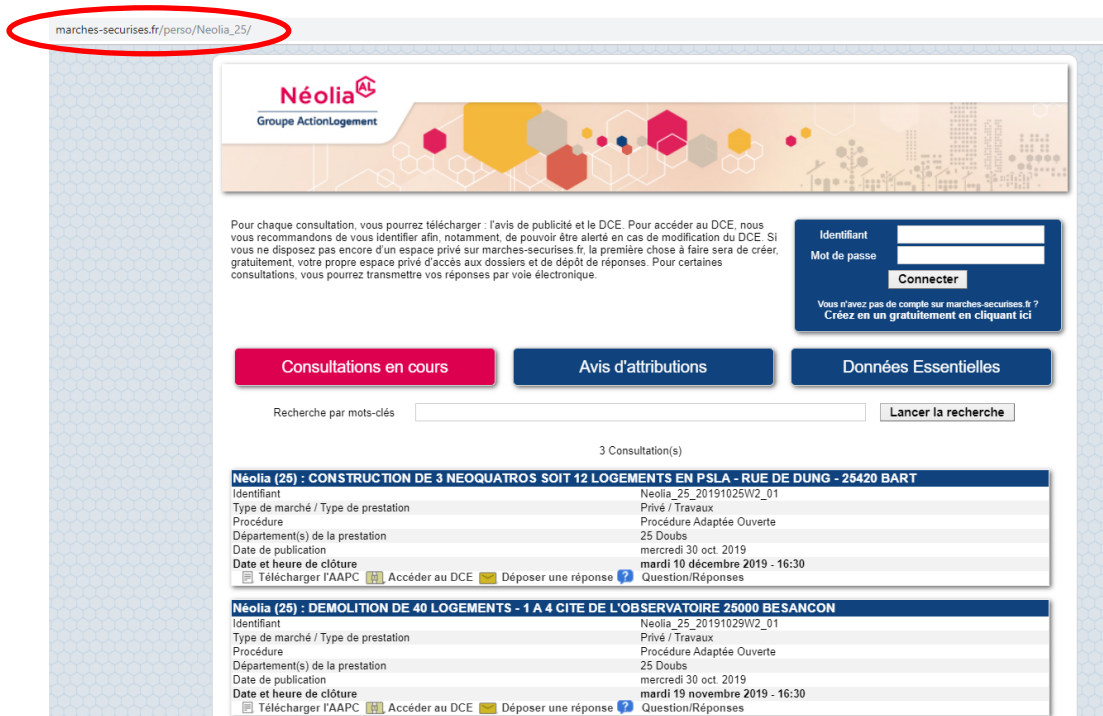 marches-securises.fr/perso/Neolia_25/
Néolia AL
Groupe ActionLogement
Pour chaque consultation, vous pourrez télécharger : l'avis de publicité et le DCE. Pour accéder au DCE, nous
vous recommandons de vous identifier afin, notamment, de pouvoir être alerté en cas de modification du DCE. Si
vous ne disposez pas encore d'un espace privé sur marches-securises.fr, la première chose à faire sera de créer,
gratuitement, votre propre espace privé d'accès aux dossiers et de dépôt de réponses. Pour certaines
consultations, vous pourrez transmettre vos réponses par voie électronique.
Identifiant
Mot de passe
Connecter
Vous n'avez pas de compte sur marches-securises.fr ?
Créez en un gratuitement en cliquant ici
Consultations en cours Avis d'attributions Données Essentielles
Recherche par mots-clés Lancer la recherche
3 Consultation(s)
Néolia (25) : CONSTRUCTION DE 3 NEOQUATROS SOIT 12 LOGEMENTS EN PSLA - RUE DE DUNG - 25420 BART
Identifiant Neolia_25_20191025W2_01
Type de marché / Type de prestation Privé / Travaux
Procédure Procédure Adaptée Ouverte
Département(s) de la prestation 25 Doubs
Date de publication mercredi 30 oct. 2019
Date et heure de clôture mardi 10 décembre 2019 - 16:30
Télécharger l'AAPC Accéder au DCE Déposer une réponse ? Question/Réponses
Néolia (25) : DEMOLITION DE 40 LOGEMENTS - 1 A 4 CITE DE L'OBSERVATOIRE 25000 BESANCON
Identifiant Neolia_25_20191029W2_01
Type de marché / Type de prestation Privé / Travaux
Procédure Procédure Adaptée Ouverte
Département(s) de la prestation 25 Doubs
Date de publication mercredi 30 oct. 2019
Date et heure de clôture mardi 19 novembre 2019 - 16:30
Télécharger l'AAPC Accéder au DCE Déposer une réponse ? Question/Réponses